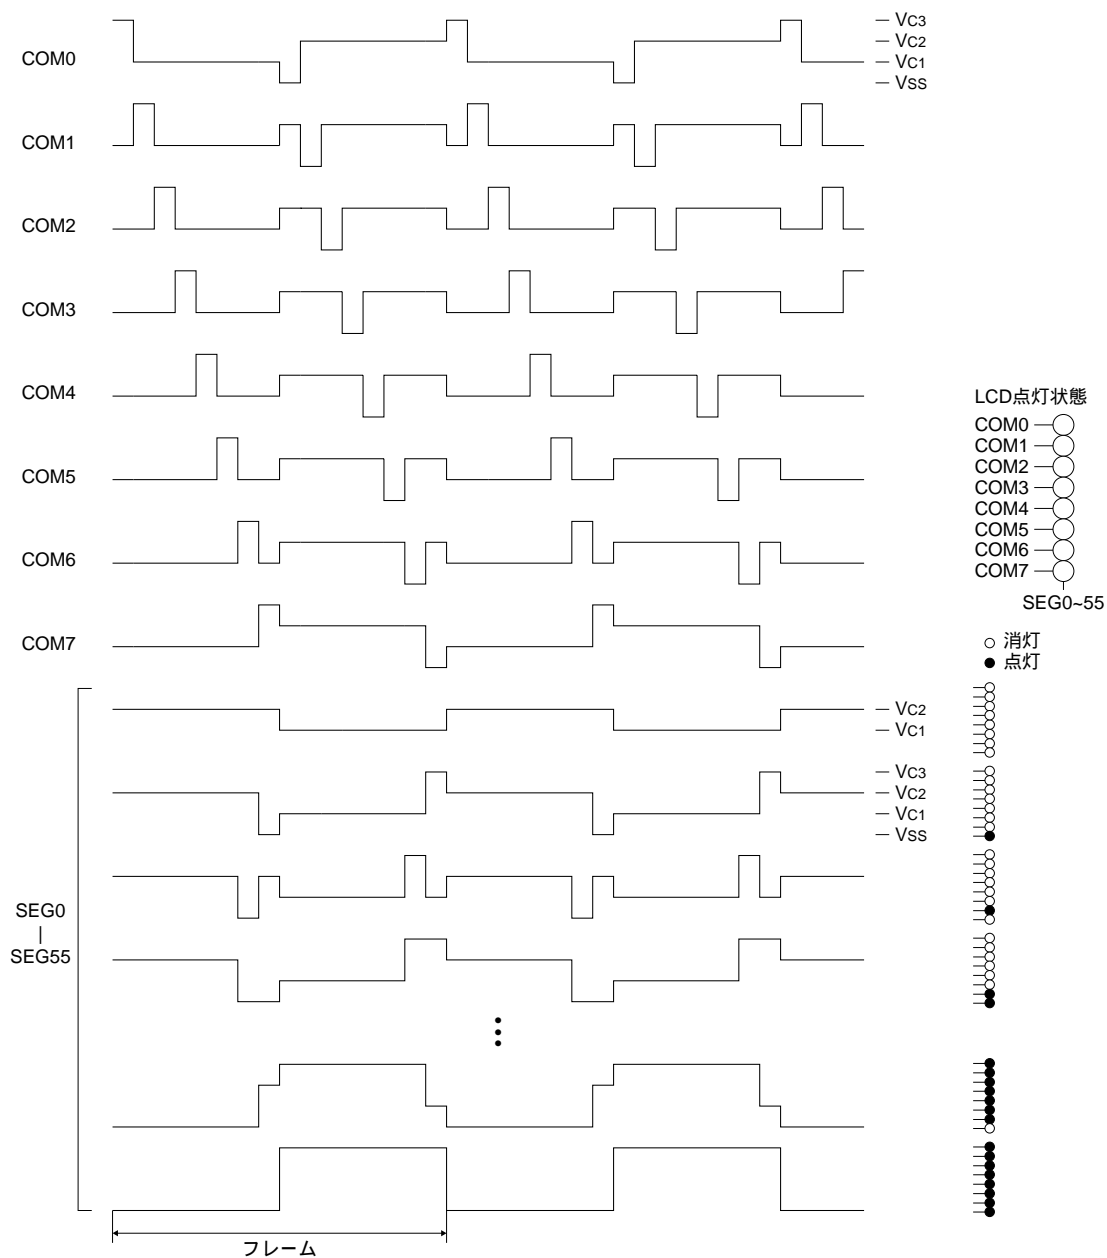 VC3
VC2
COM0
VC1
VSS
COM1
COM2
COM3
COM4
COM5
COM6
COM7
LCD点灯状態
COM0
COM1
COM2
COM3
COM4
COM5
COM6
COM7
SEG0~55
消灯
点灯
VC2
VC1
VC3
VC2
VC1
VSS
SEG0
|
SEG55
フレーム